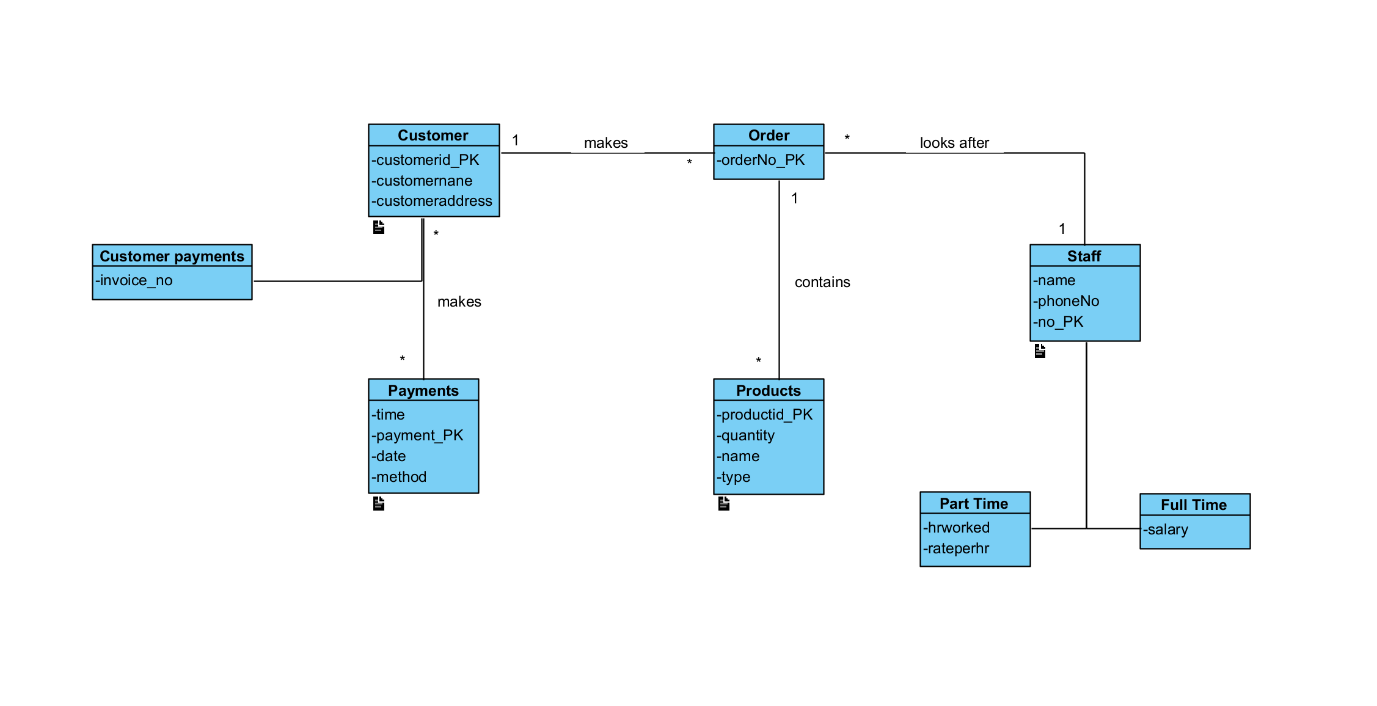 Customer
-customerid_PK
-customernane
-customeraddress
1
makes
*
Order
-orderNo_PK
*
looks after
1
Staff
-name
-phoneNo
-no_PK
Customer payments
-invoice_no
*
makes
*
Payments
-time
-payment_PK
-date
-method
1
contains
*
Products
-productid_PK
-quantity
-name
-type
Part Time
-hrworked
-rateperhr
Full Time
-salary